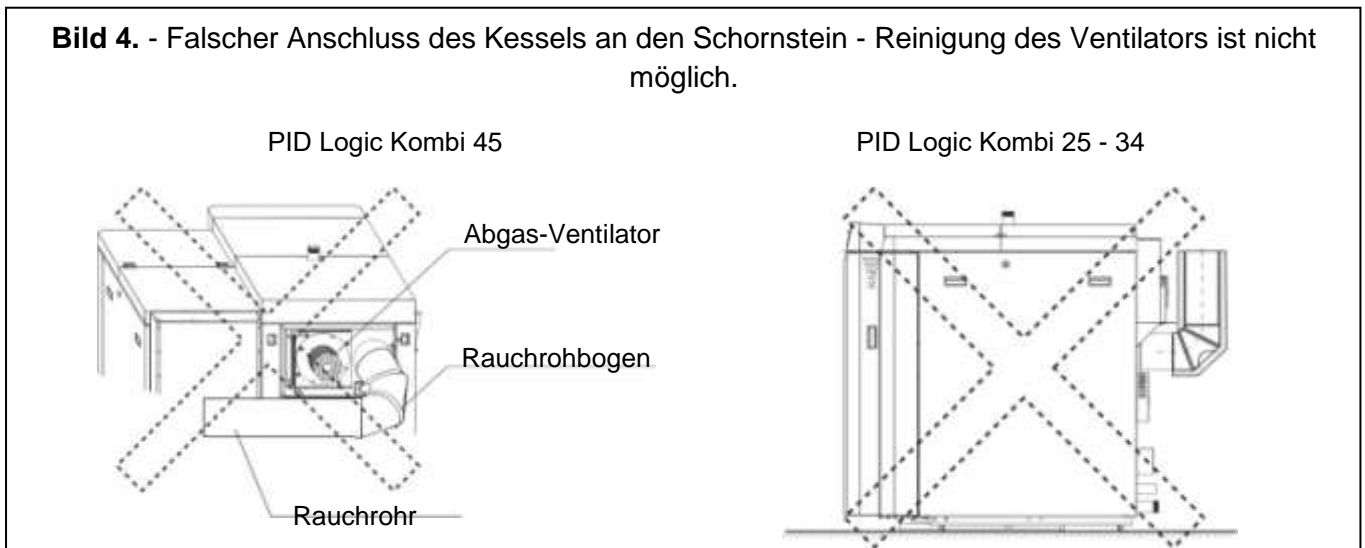 Bild 4. - Falscher Anschluss des Kessels an den Schornstein - Reinigung des Ventilators ist nicht
möglich.
PID Logic Kombi 45
PID Logic Kombi 25 - 34
Abgas-Ventilator
Rauchrohbogen
Rauchrohr